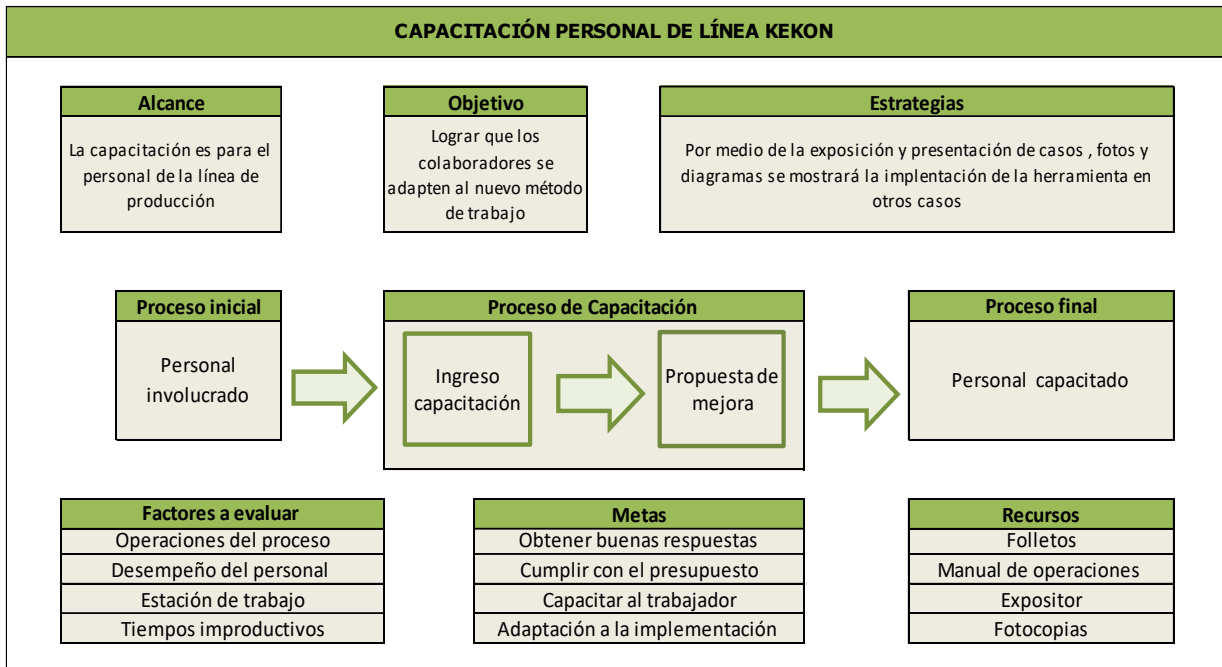 CAPACITACIÓN PERSONAL DE LÍNEA KEKON
Alcance
La capacitación es para el
personal de la línea de
producción
Objetivo
Lograr que los
colaboradores se
adapten al nuevo método
de trabajo
Estrategias
Por medio de la exposición y presentación de casos , fotos y
diagramas se mostrará la implentación de la herramienta en
otros casos
Proceso inicial
Personal
involucrado
Proceso de Capacitación
Ingreso
capacitación
Propuesta de
mejora
Proceso final
Personal capacitado
Factores a evaluar
Operaciones del proceso
Desempeño del personal
Estación de trabajo
Tiempos improductivos
Metas
Obtener buenas respuestas
Cumplir con el presupuesto
Capacitar al trabajador
Adaptación a la implementación
Recursos
Folletos
Manual de operaciones
Expositor
Fotocopias